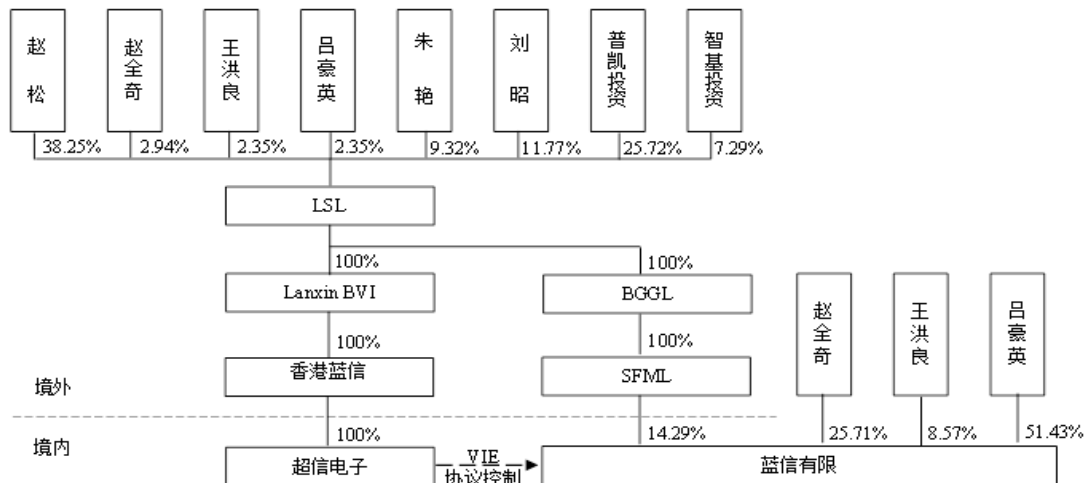 赵松
赵全奇
王洪良
吕豪英
朱艳
刘昭
普凯投资
智基投资
38.25%
2.94%
2.35%
2.35%
9.32%
11.77%
25.72%
7.29%
LSL
100%
100%
Lanxin BVI
BGGL
赵全奇
王洪良
吕豪英
100%
100%
香港蓝信
SFML
境外
境内
100%
14.29%
25.71%
8.57%
51.43%
超信电子
VIE
协议控制
蓝信有限